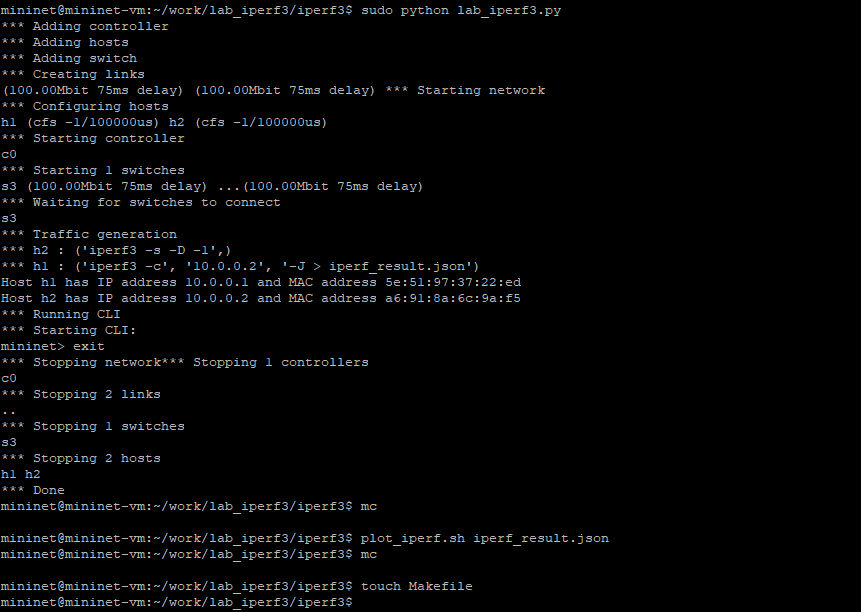 mininet@mininet-vm:~/work/lab_iperf3/iperf3$ sudo python lab_iperf3.py
*** Adding controller
*** Adding hosts
*** Adding switch
*** Creating links
(100.00Mbit 75ms delay) (100.00Mbit 75ms delay) *** Starting network
*** Configuring hosts
h1 (cfs -1/100000us) h2 (cfs -1/100000us)
*** Starting controller
c0
*** Starting 1 switches
s3 (100.00Mbit 75ms delay) ...(100.00Mbit 75ms delay)
*** Waiting for switches to connect
s3
*** Traffic generation
*** h2 : ('iperf3 -s -D -1',)
*** h1 : ('iperf3 -c', '10.0.0.2', '-J > iperf_result.json')
Host h1 has IP address 10.0.0.1 and MAC address 5e:51:97:37:22:ed
Host h2 has IP address 10.0.0.2 and MAC address a6:91:8a:6c:9a:f5
*** Running CLI
*** Starting CLI:
mininet> exit
*** Stopping network*** Stopping 1 controllers
c0
*** Stopping 2 links
..
*** Stopping 1 switches
s3
*** Stopping 2 hosts
h1 h2
*** Done
mininet@mininet-vm:~/work/lab_iperf3/iperf3$ mc
mininet@mininet-vm:~/work/lab_iperf3/iperf3$ plot_iperf.sh iperf_result.json
mininet@mininet-vm:~/work/lab_iperf3/iperf3$ mc
mininet@mininet-vm:~/work/lab_iperf3/iperf3$ touch Makefile
mininet@mininet-vm:~/work/lab_iperf3/iperf3$